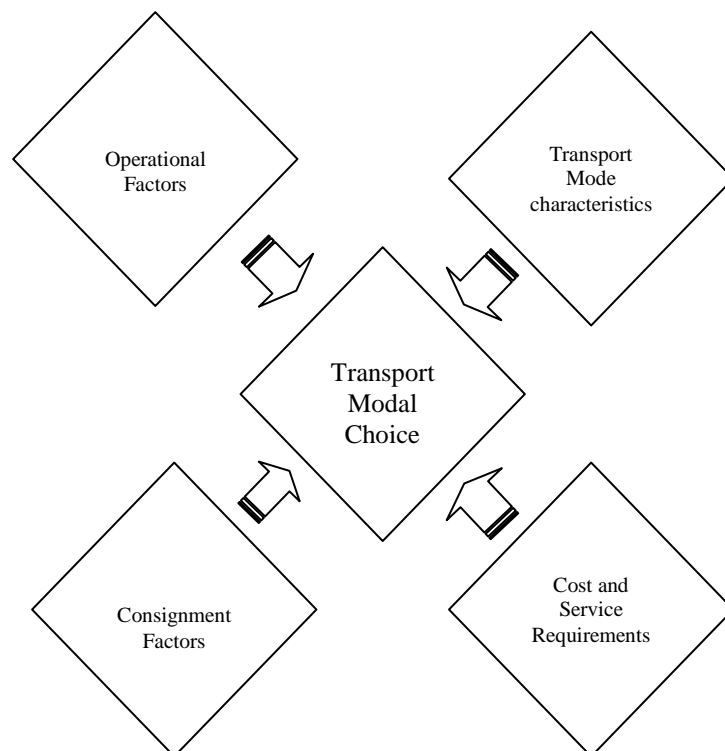 Operational
Factors
Transport
Mode
characteristics
Transport
Modal
Choice
Consignment
Factors
Cost and
Service
Requirements